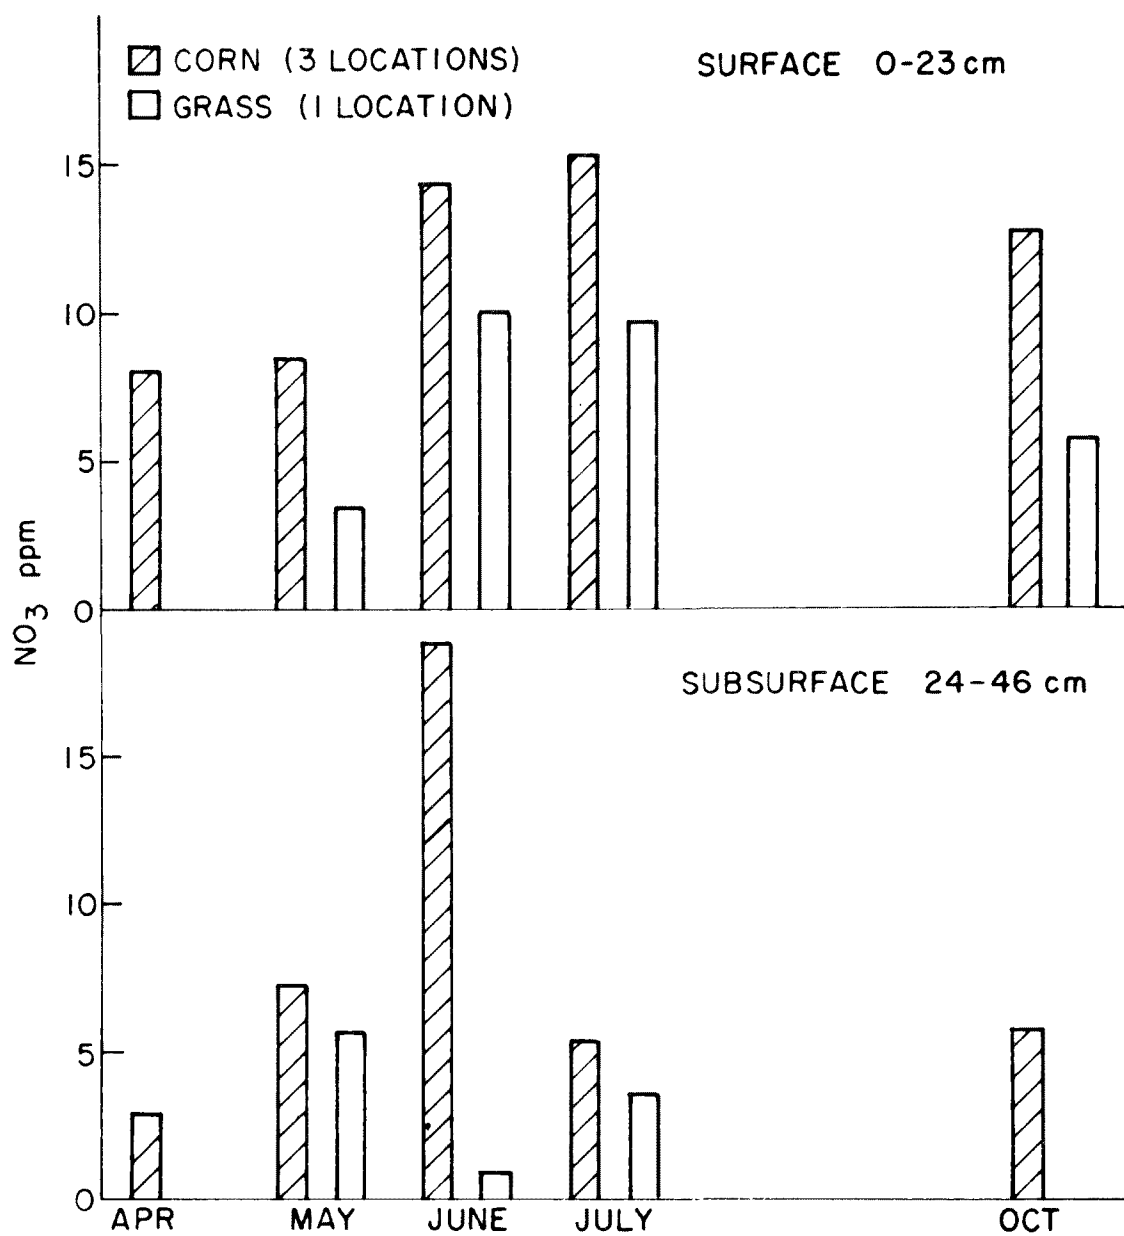 CORN (3 LOCATIONS)
GRASS (1 LOCATION)
SURFACE 0-23 cm
15
10
5
0
NO3 ppm
SUBSURFACE 24-46 cm
15
10
5
0
APR MAY JUNE JULY OCT